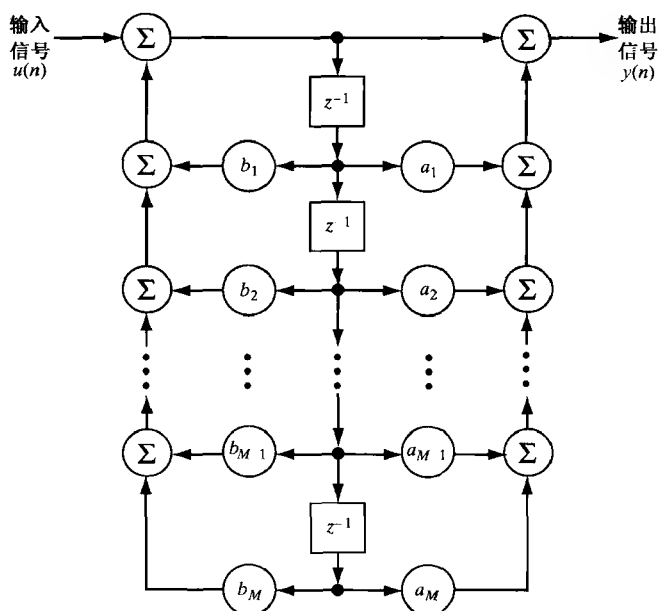 输入
信号
u(n)
Σ
Σ
输出
信号
y(n)
z⁻¹
Σ
b₁
a₁
Σ
z⁻¹
Σ
b₂
a₂
Σ
Σ
b_{M 1}
a_{M 1}
Σ
z⁻¹
b_M
a_M